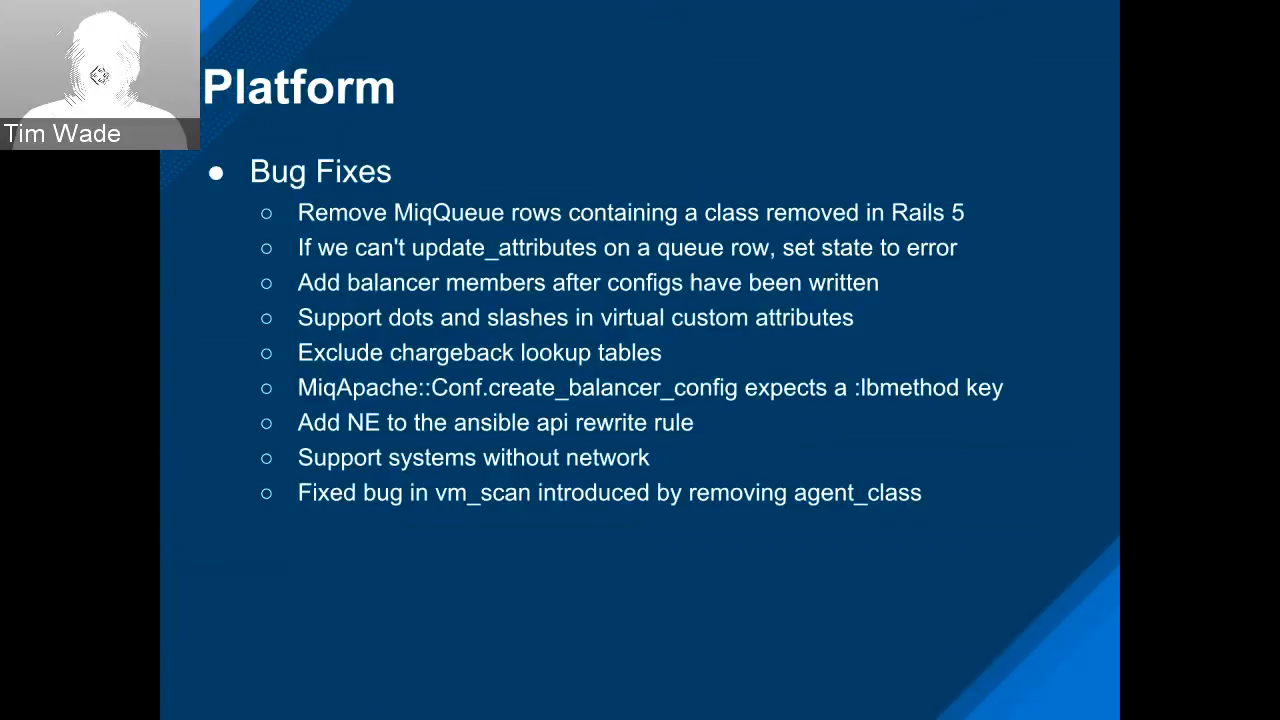 Tim Wade
Platform
● Bug Fixes
○ Remove MiqQueue rows containing a class removed in Rails 5
○ If we can't update_attributes on a queue row, set state to error
○ Add balancer members after configs have been written
○ Support dots and slashes in virtual custom attributes
○ Exclude chargeback lookup tables
○ MiqApache::Conf.create_balancer_config expects a :lbmethod key
○ Add NE to the ansible api rewrite rule
○ Support systems without network
○ Fixed bug in vm_scan introduced by removing agent_class